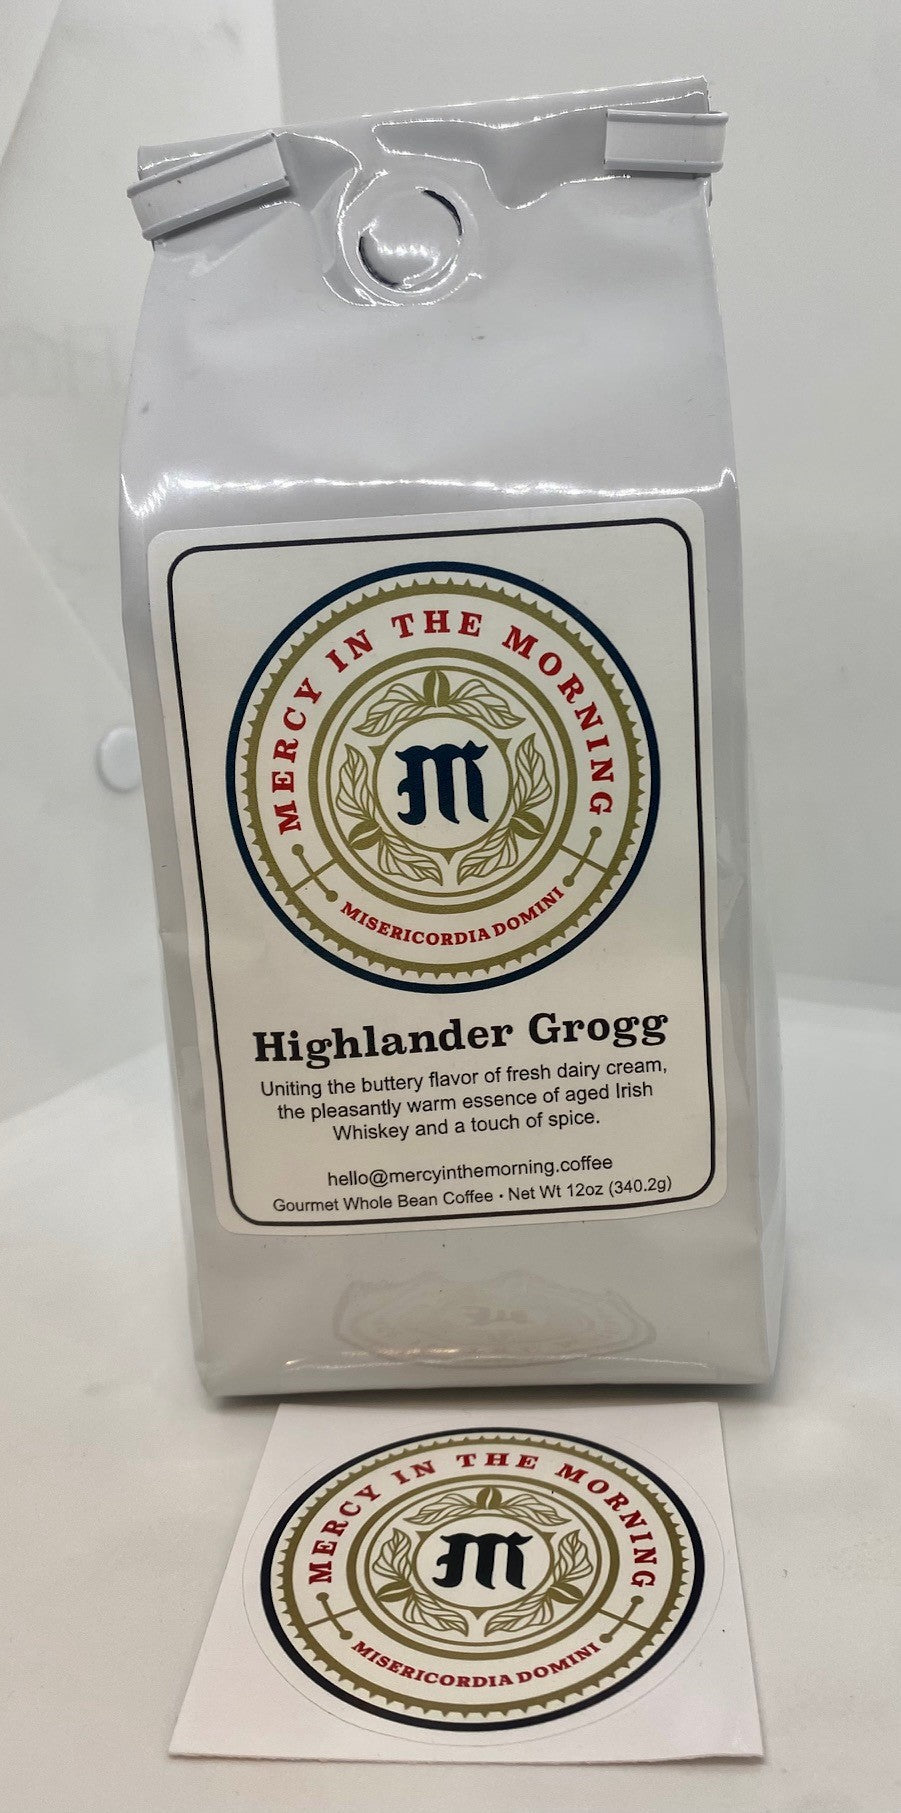 MERCY IN THE MORNING
M
MISERICORDIA DOMINI
Highlander Grogg
Uniting the buttery flavor of fresh dairy cream,
the pleasantly warm essence of aged Irish
Whiskey and a touch of spice.
hello@mercyinthemorning.coffee
Gourmet Whole Bean Coffee • Net Wt 12oz (340.2g)
MERCY IN THE MORNING
M
MISERICORDIA DOMINI